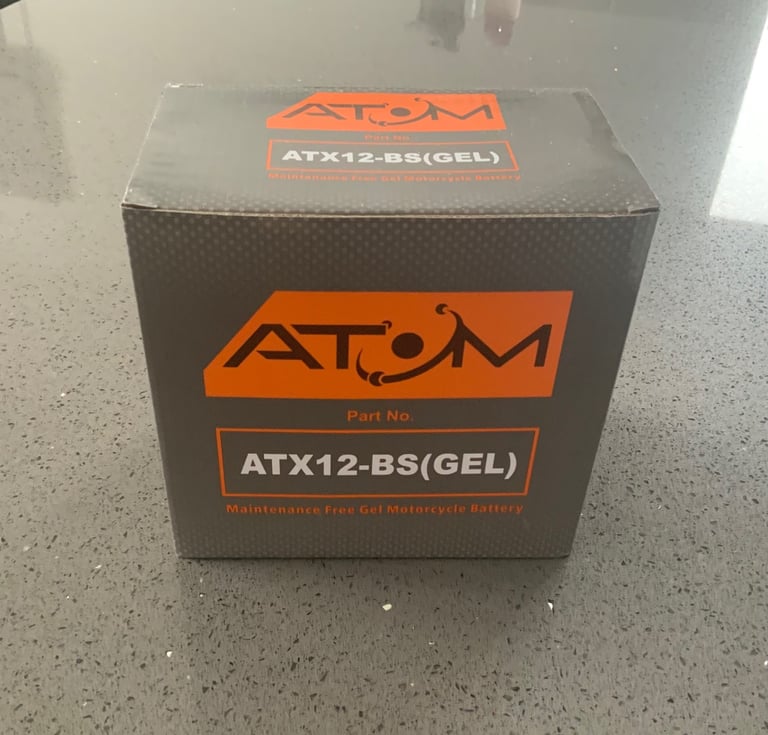 ATOM
Part No.
ATX12-BS(GEL)
Maintenance Free Gel Motorcycle Battery
ATOM
Part No.
ATX12-BS(GEL)
Maintenance Free Gel Motorcycle Battery